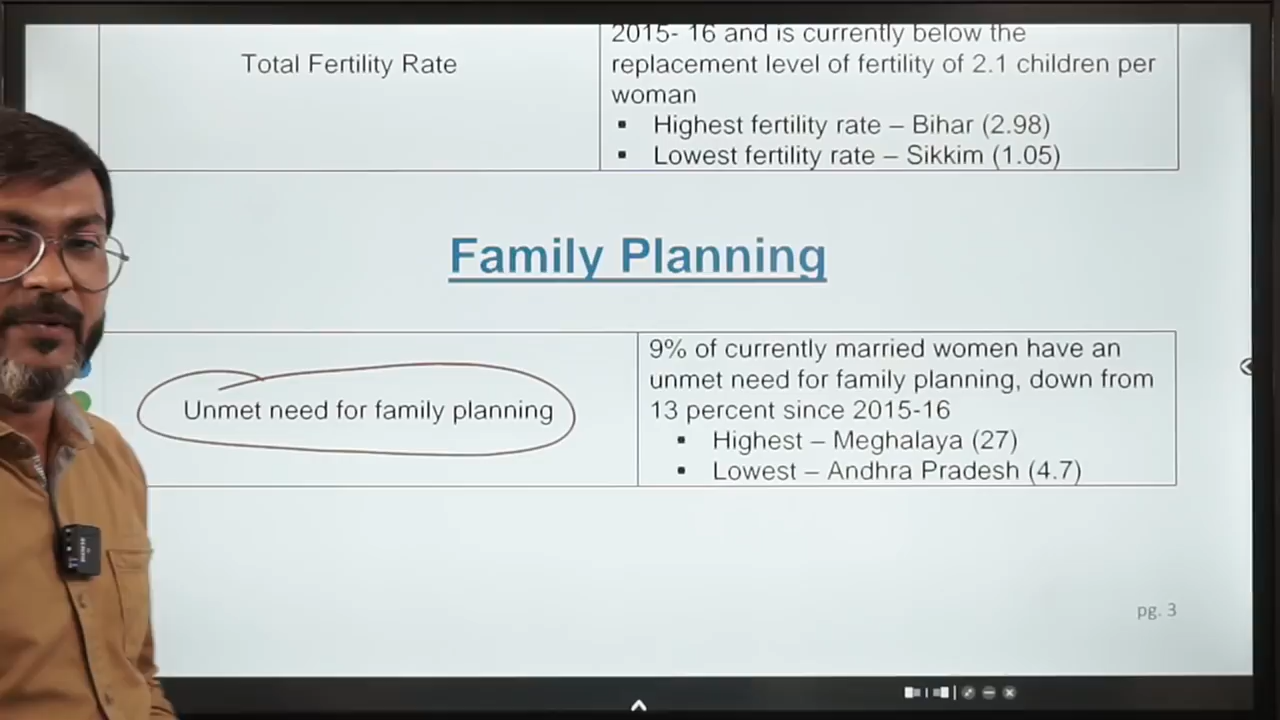 Total Fertility Rate
2015- 16 and is currently below the
replacement level of fertility of 2.1 children per
woman
▪ Highest fertility rate – Bihar (2.98)
▪ Lowest fertility rate – Sikkim (1.05)
Family Planning
Unmet need for family planning
9% of currently married women have an
unmet need for family planning, down from
13 percent since 2015-16
▪ Highest – Meghalaya (27)
▪ Lowest – Andhra Pradesh (4.7)
pg. 3